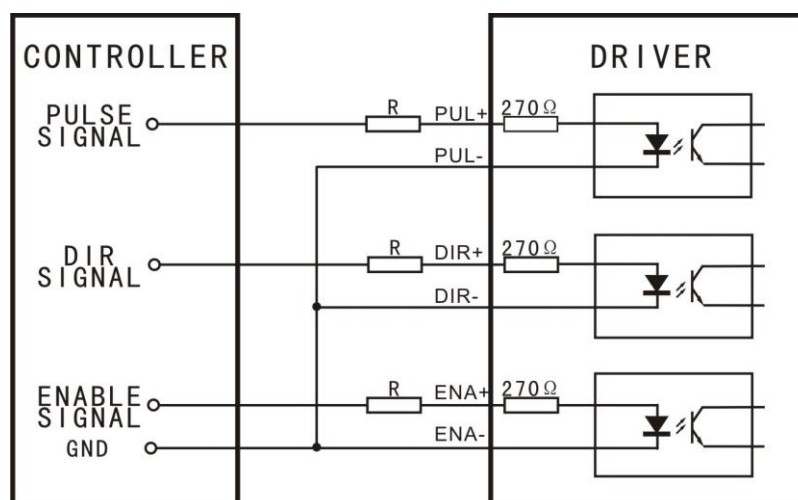 CONTROLLER
DRIVER
PULSE
SIGNAL
R
PUL+
270Ω
PUL-
DIR
SIGNAL
R
DIR+
270Ω
DIR-
ENABLE
SIGNAL
R
ENA+
270Ω
GND
ENA-